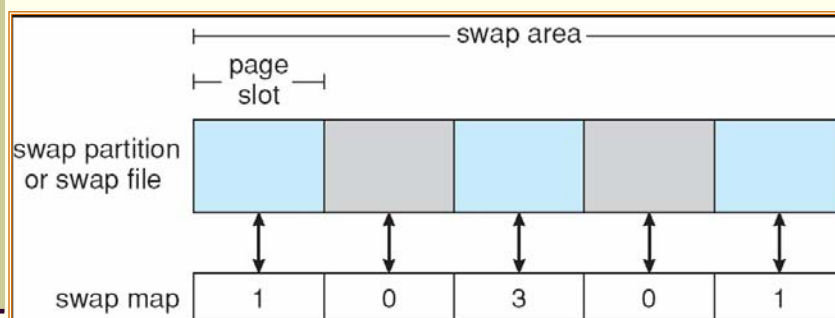 swap area
page
slot
swap partition
or swap file
swap map 1 0 3 0 1